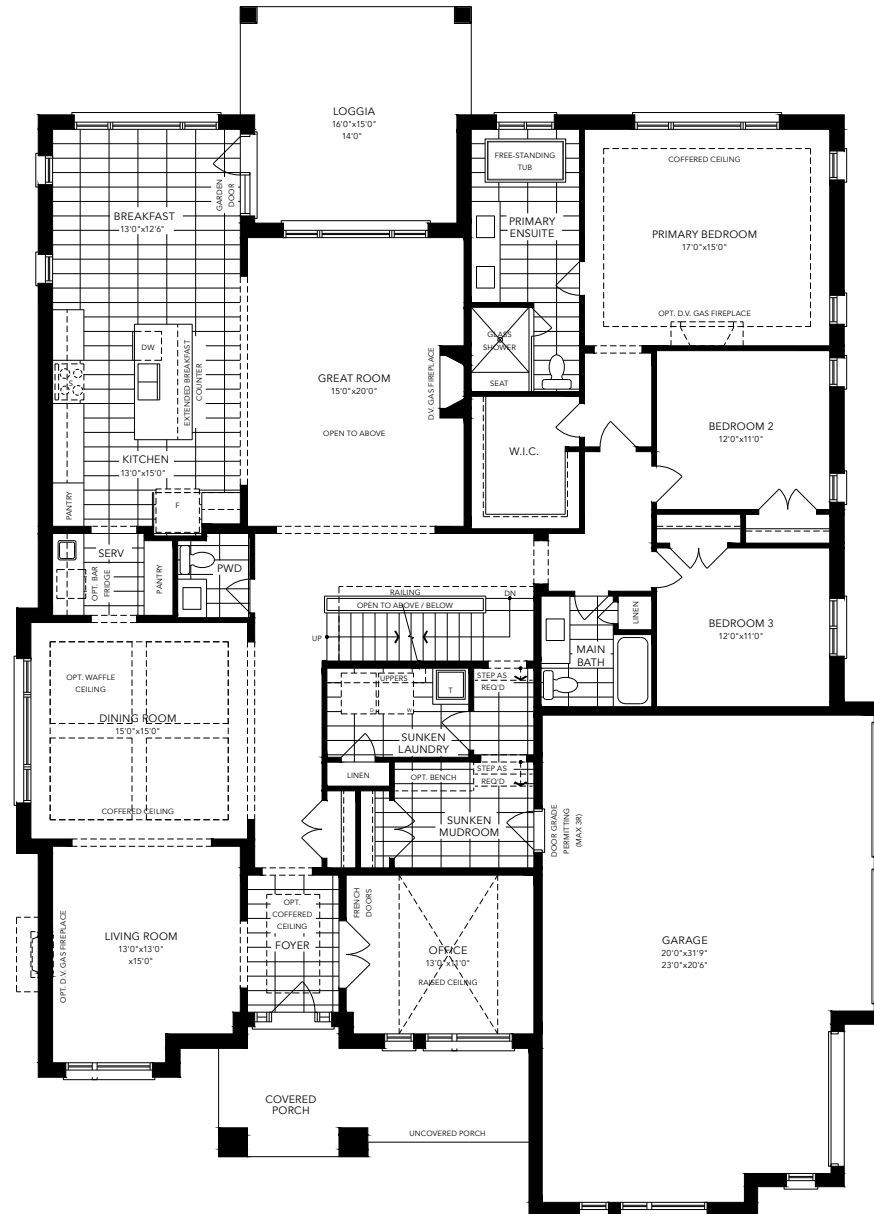 LOGGIA
16'0"x15'0"
14'0"
FREE-STANDING
TUB
COFFERED CEILING
GARDEN
DOOR
BREAKFAST
13'0"x12'6"
PRIMARY
ENSUITE
PRIMARY BEDROOM
17'0"x15'0"
OPT. D.V. GAS FIREPLACE
DW
EXTENDED BREAKFAST
COUNTER
S
GLASS
SHOWER
SEAT
GREAT ROOM
15'0"x20'0"
OPEN TO ABOVE
D.V. GAS FIREPLACE
BEDROOM 2
12'0"x11'0"
W.I.C.
KITCHEN
13'0"x15'0"
PANTRY
F
SERV
OPT. BAR
FRIDGE
PANTRY
PWD
RAILING
DN
OPEN TO ABOVE / BELOW
UP
LINEN
BEDROOM 3
12'0"x11'0"
MAIN
BATH
OPT. WAFFLE
CEILING
DINING ROOM
15'0"x15'0"
COFFERED CEILING
UPPERS
D
W
T
STEP AS
REQ'D
SUNKEN
LAUNDRY
LINEN
OPT. BENCH
STEP AS
REQ'D
SUNKEN
MUDROOM
DOOR GRADE
PERMITTING
(MAX 3R)
OPT. D.V. GAS FIREPLACE
LIVING ROOM
13'0"x13'0"
x15'0"
OPT.
COFFERED
CEILING
FOYER
FRENCH
DOORS
OFFICE
13'0"x11'0"
RAISED CEILING
GARAGE
20'0"x31'9"
23'0"x20'6"
COVERED
PORCH
UNCOVERED PORCH